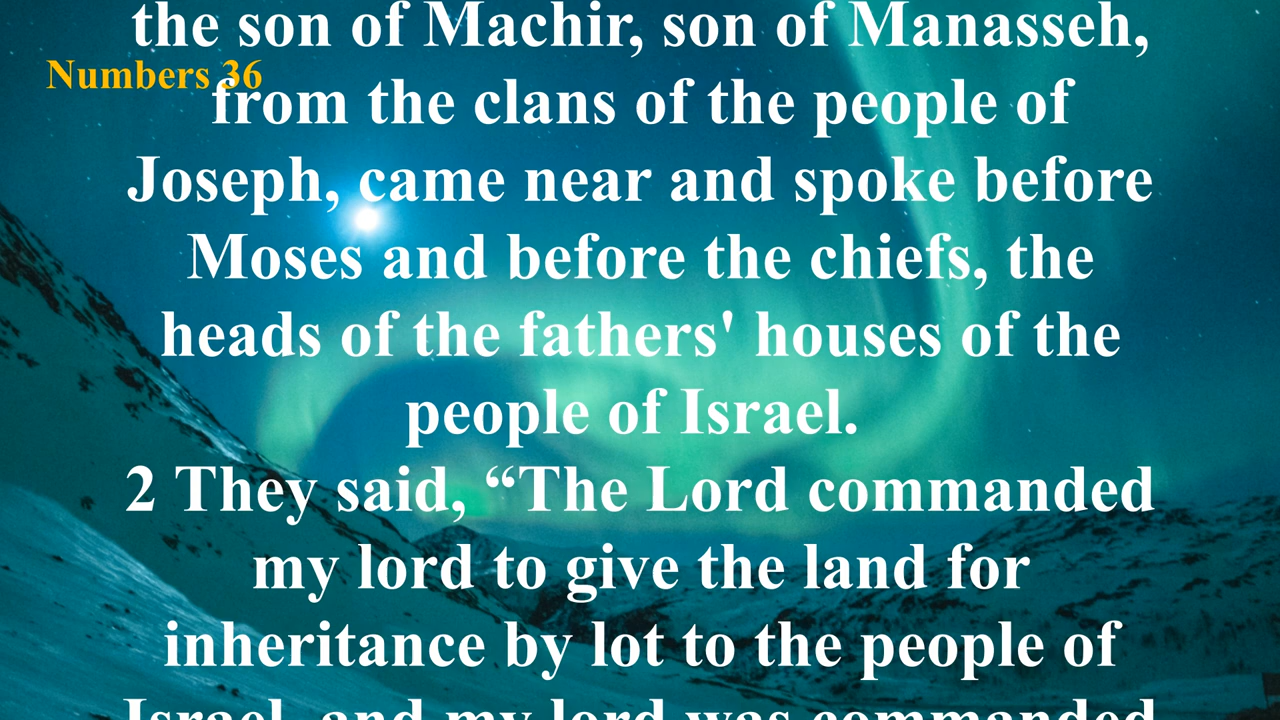 the son of Machir, son of Manasseh,
Numbers 36
from the clans of the people of
Joseph, came near and spoke before
Moses and before the chiefs, the
heads of the fathers' houses of the
people of Israel.
2 They said, “The Lord commanded
my lord to give the land for
inheritance by lot to the people of
Israel, and my lord was commanded